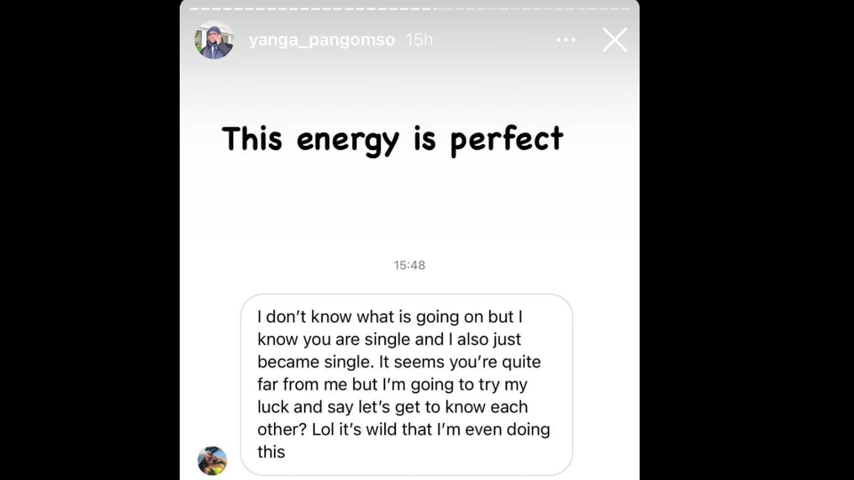 yanga_pangomso 15h
This energy is perfect
15:48
I don't know what is going on but I
know you are single and I also just
became single. It seems you're quite
far from me but I'm going to try my
luck and say let's get to know each
other? Lol it's wild that I'm even doing
this